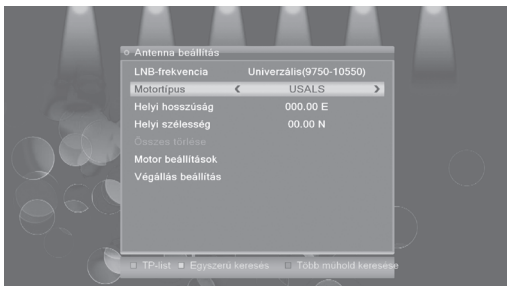 Antenna beállítás
LNB-frekvencia Univerzális(9750-10550)
Motortípus USALS
Helyi hosszúság 000.00 E
Helyi szélesség 00.00 N
Összes törlése
Motor beállítások
Végállás beállítás
TP-list Egyszerű keresés Több műhold keresése